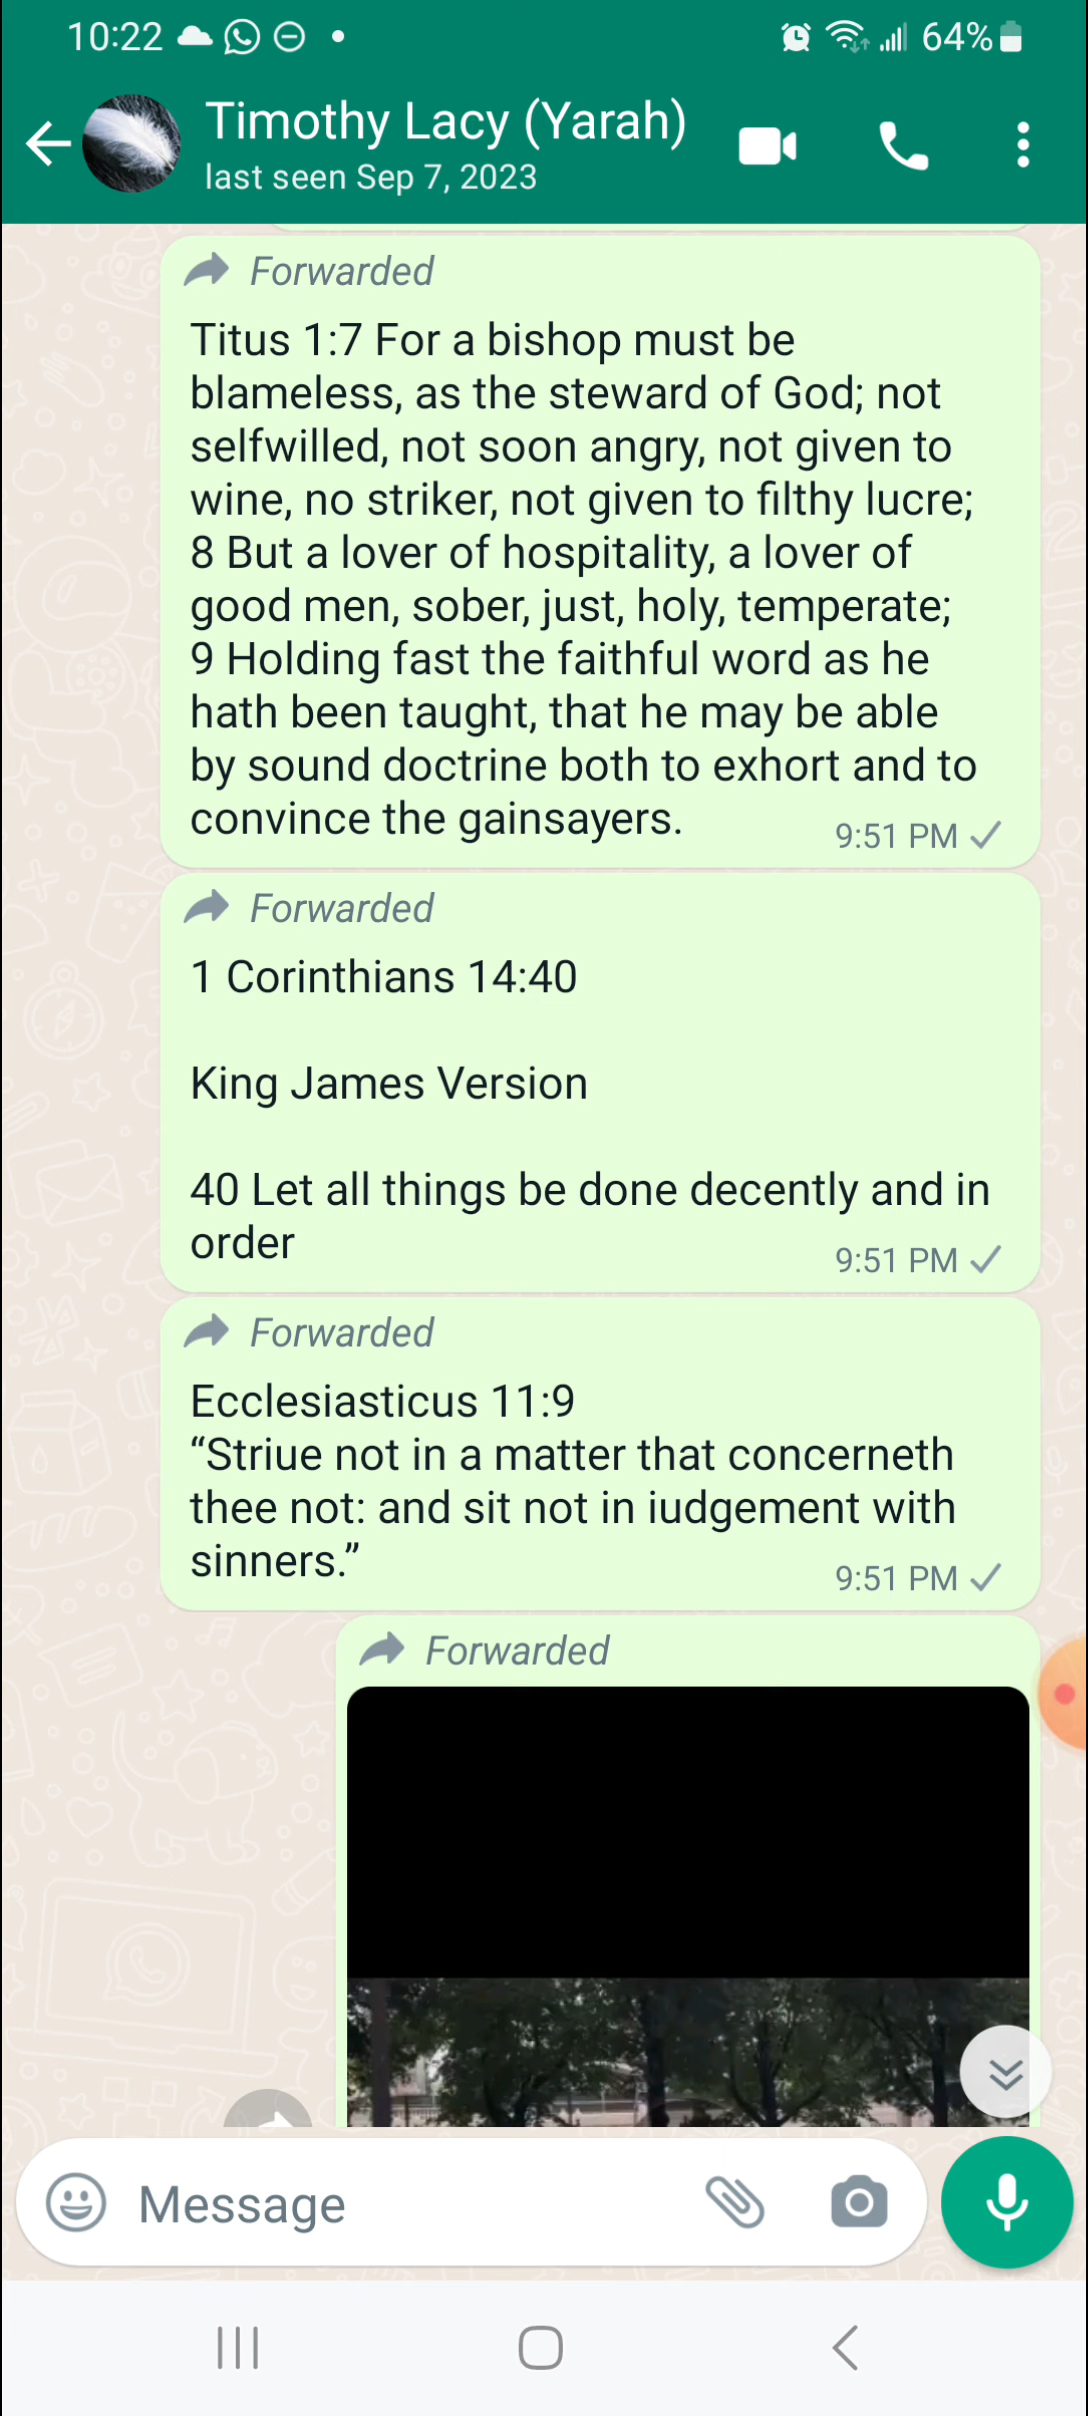 10:22
64%
Timothy Lacy (Yarah)
last seen Sep 7, 2023
Forwarded
Titus 1:7 For a bishop must be
blameless, as the steward of God; not
selfwilled, not soon angry, not given to
wine, no striker, not given to filthy lucre;
8 But a lover of hospitality, a lover of
good men, sober, just, holy, temperate;
9 Holding fast the faithful word as he
hath been taught, that he may be able
by sound doctrine both to exhort and to
convince the gainsayers.
9:51 PM
Forwarded
1 Corinthians 14:40
King James Version
40 Let all things be done decently and in
order
9:51 PM
Forwarded
Ecclesiasticus 11:9
“Striue not in a matter that concerneth
thee not: and sit not in iudgement with
sinners.”
9:51 PM
Forwarded
Message